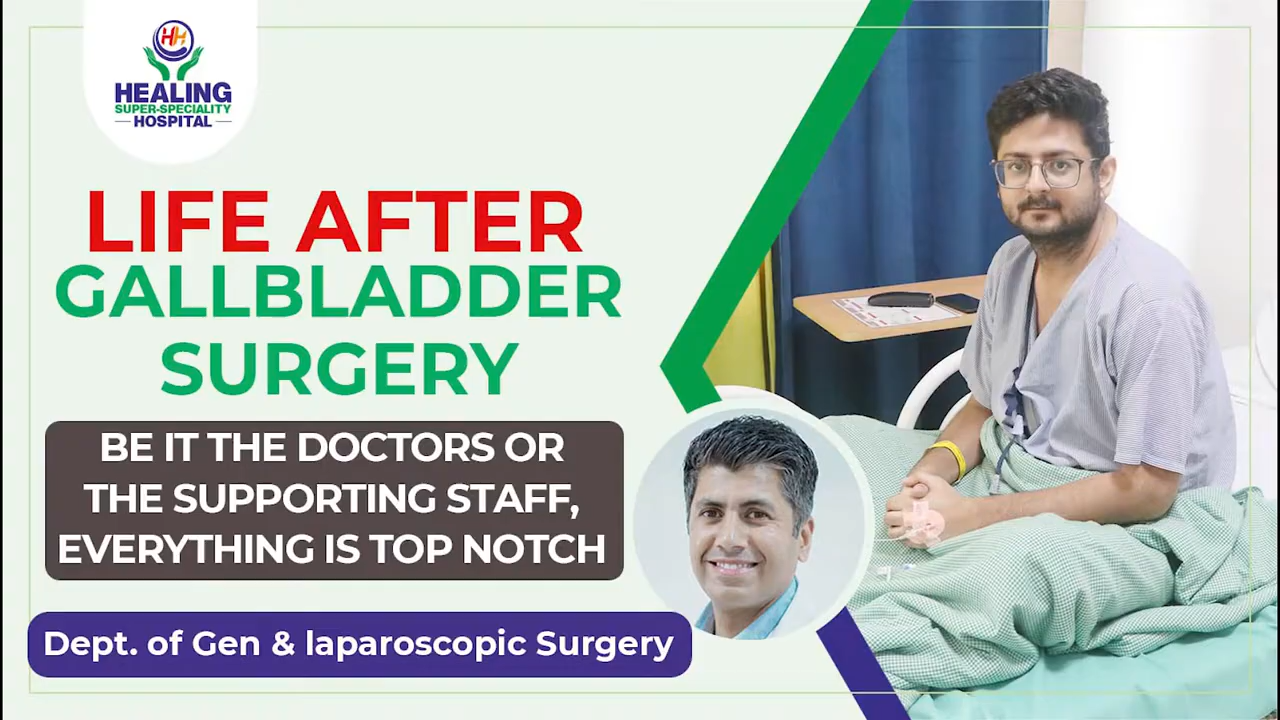 HH
HEALING
SUPER-SPECIALITY
HOSPITAL
LIFE AFTER
GALLBLADDER
SURGERY
BE IT THE DOCTORS OR
THE SUPPORTING STAFF,
EVERYTHING IS TOP NOTCH
Dept. of Gen & laparoscopic Surgery